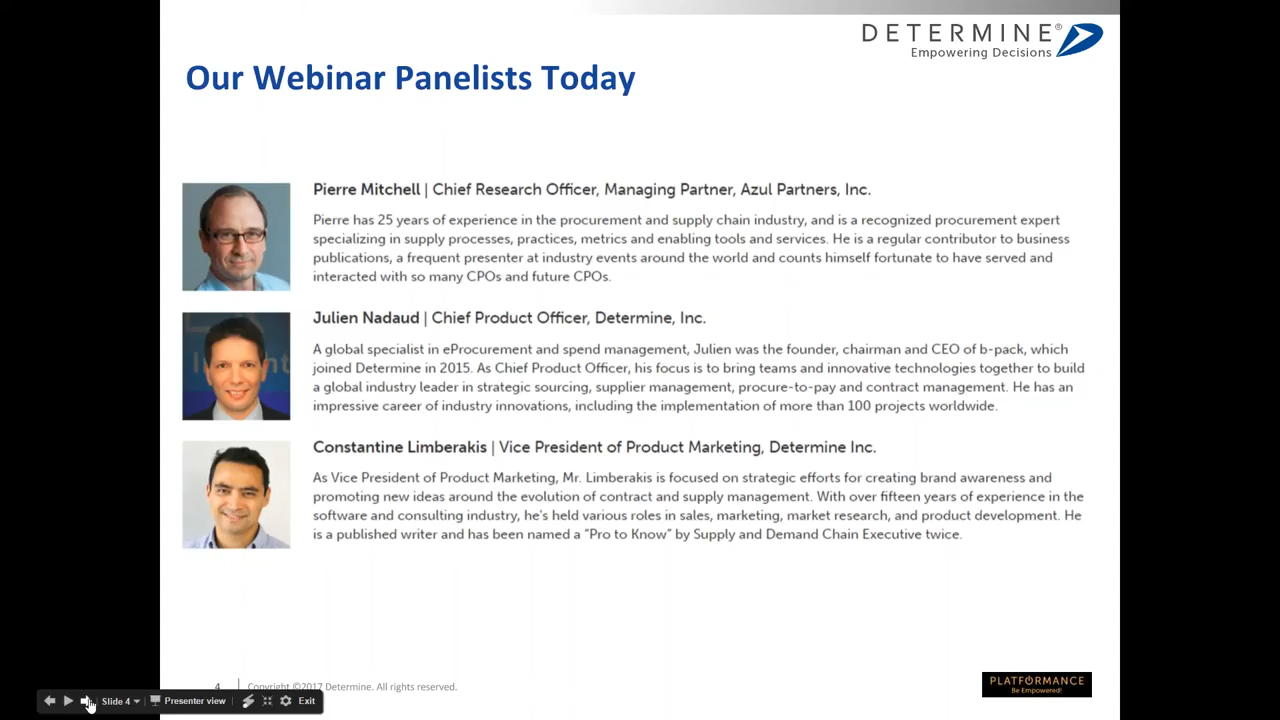 DETERMINE®
Empowering Decisions
Our Webinar Panelists Today
Pierre Mitchell | Chief Research Officer, Managing Partner, Azul Partners, Inc.
Pierre has 25 years of experience in the procurement and supply chain industry, and is a recognized procurement expert
specializing in supply processes, practices, metrics and enabling tools and services. He is a regular contributor to business
publications, a frequent presenter at industry events around the world and counts himself fortunate to have served and
interacted with so many CPOs and future CPOs.
Julien Nadaud | Chief Product Officer, Determine, Inc.
A global specialist in eProcurement and spend management, Julien was the founder, chairman and CEO of b-pack, which
joined Determine in 2015. As Chief Product Officer, his focus is to bring teams and innovative technologies together to build
a global industry leader in strategic sourcing, supplier management, procure-to-pay and contract management. He has an
impressive career of industry innovations, including the implementation of more than 100 projects worldwide.
Constantine Limberakis | Vice President of Product Marketing, Determine Inc.
As Vice President of Product Marketing, Mr. Limberakis is focused on strategic efforts for creating brand awareness and
promoting new ideas around the evolution of contract and supply management. With over fifteen years of experience in the
software and consulting industry, he's held various roles in sales, marketing, market research, and product development. He
is a published writer and has been named a "Pro to Know" by Supply and Demand Chain Executive twice.
4 Copyright ©2017 Determine. All rights reserved.
PLATFORMANCE
Be Empowered!
Slide 4 Presenter view Exit